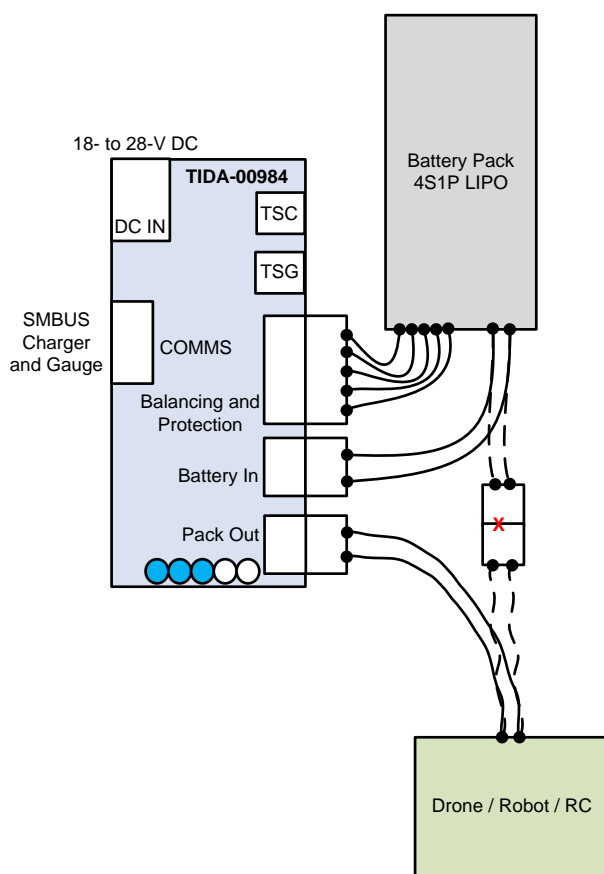 18- to 28-V DC
TIDA-00984
DC IN
TSC
TSG
SMBUS
Charger
and Gauge
COMMS
Balancing and
Protection
Battery In
Pack Out
Battery Pack
4S1P LIPO
X
Drone / Robot / RC